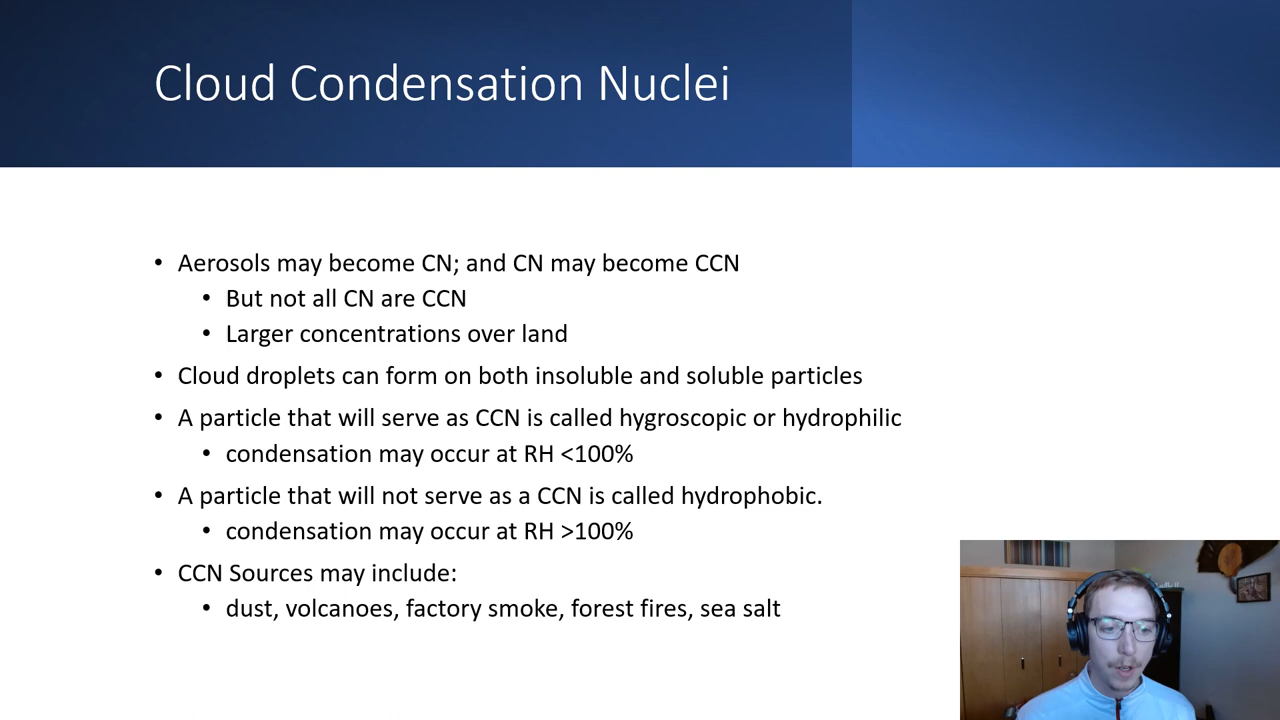 Cloud Condensation Nuclei
• Aerosols may become CN; and CN may become CCN
• But not all CN are CCN
• Larger concentrations over land
• Cloud droplets can form on both insoluble and soluble particles
• A particle that will serve as CCN is called hygroscopic or hydrophilic
• condensation may occur at RH <100%
• A particle that will not serve as a CCN is called hydrophobic.
• condensation may occur at RH >100%
• CCN Sources may include:
• dust, volcanoes, factory smoke, forest fires, sea salt